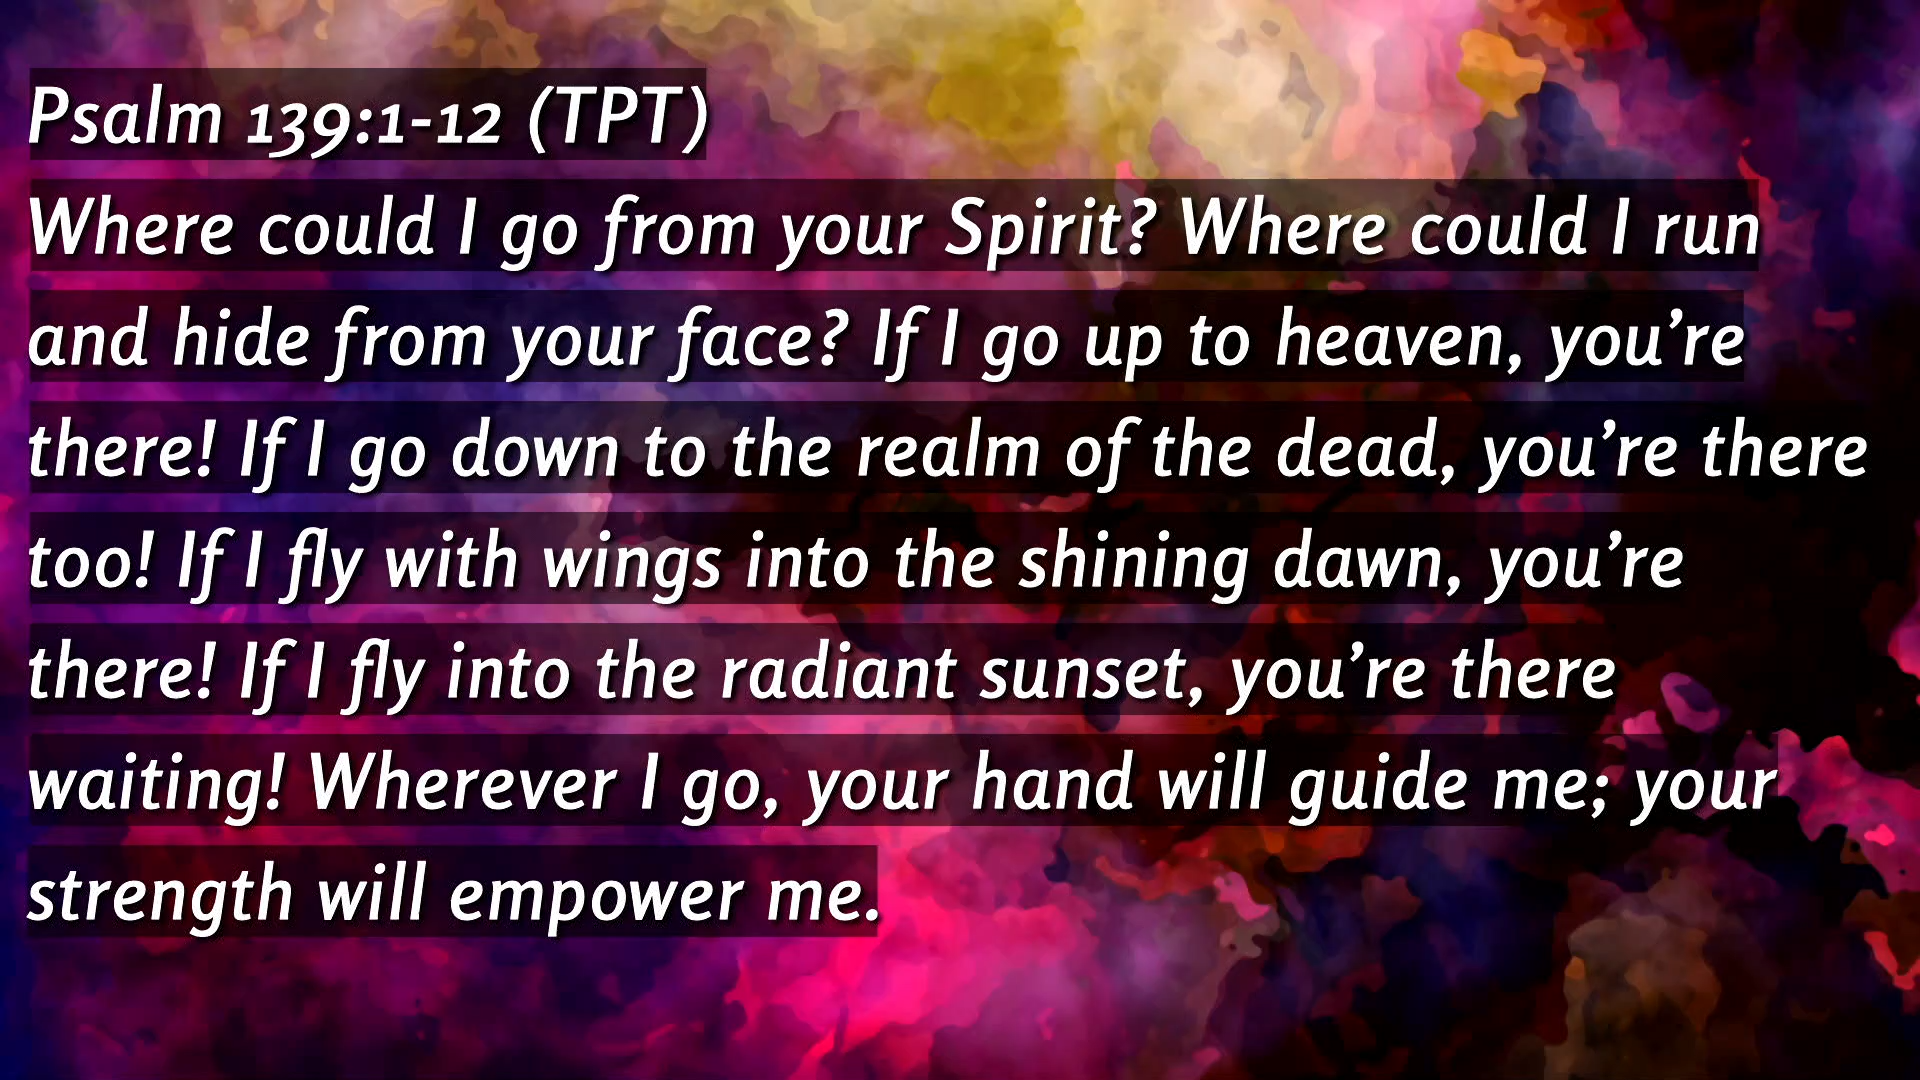 Psalm 139:1-12 (TPT)
Where could I go from your Spirit? Where could I run
and hide from your face? If I go up to heaven, you’re
there! If I go down to the realm of the dead, you’re there
too! If I fly with wings into the shining dawn, you’re
there! If I fly into the radiant sunset, you’re there
waiting! Wherever I go, your hand will guide me; your
strength will empower me.